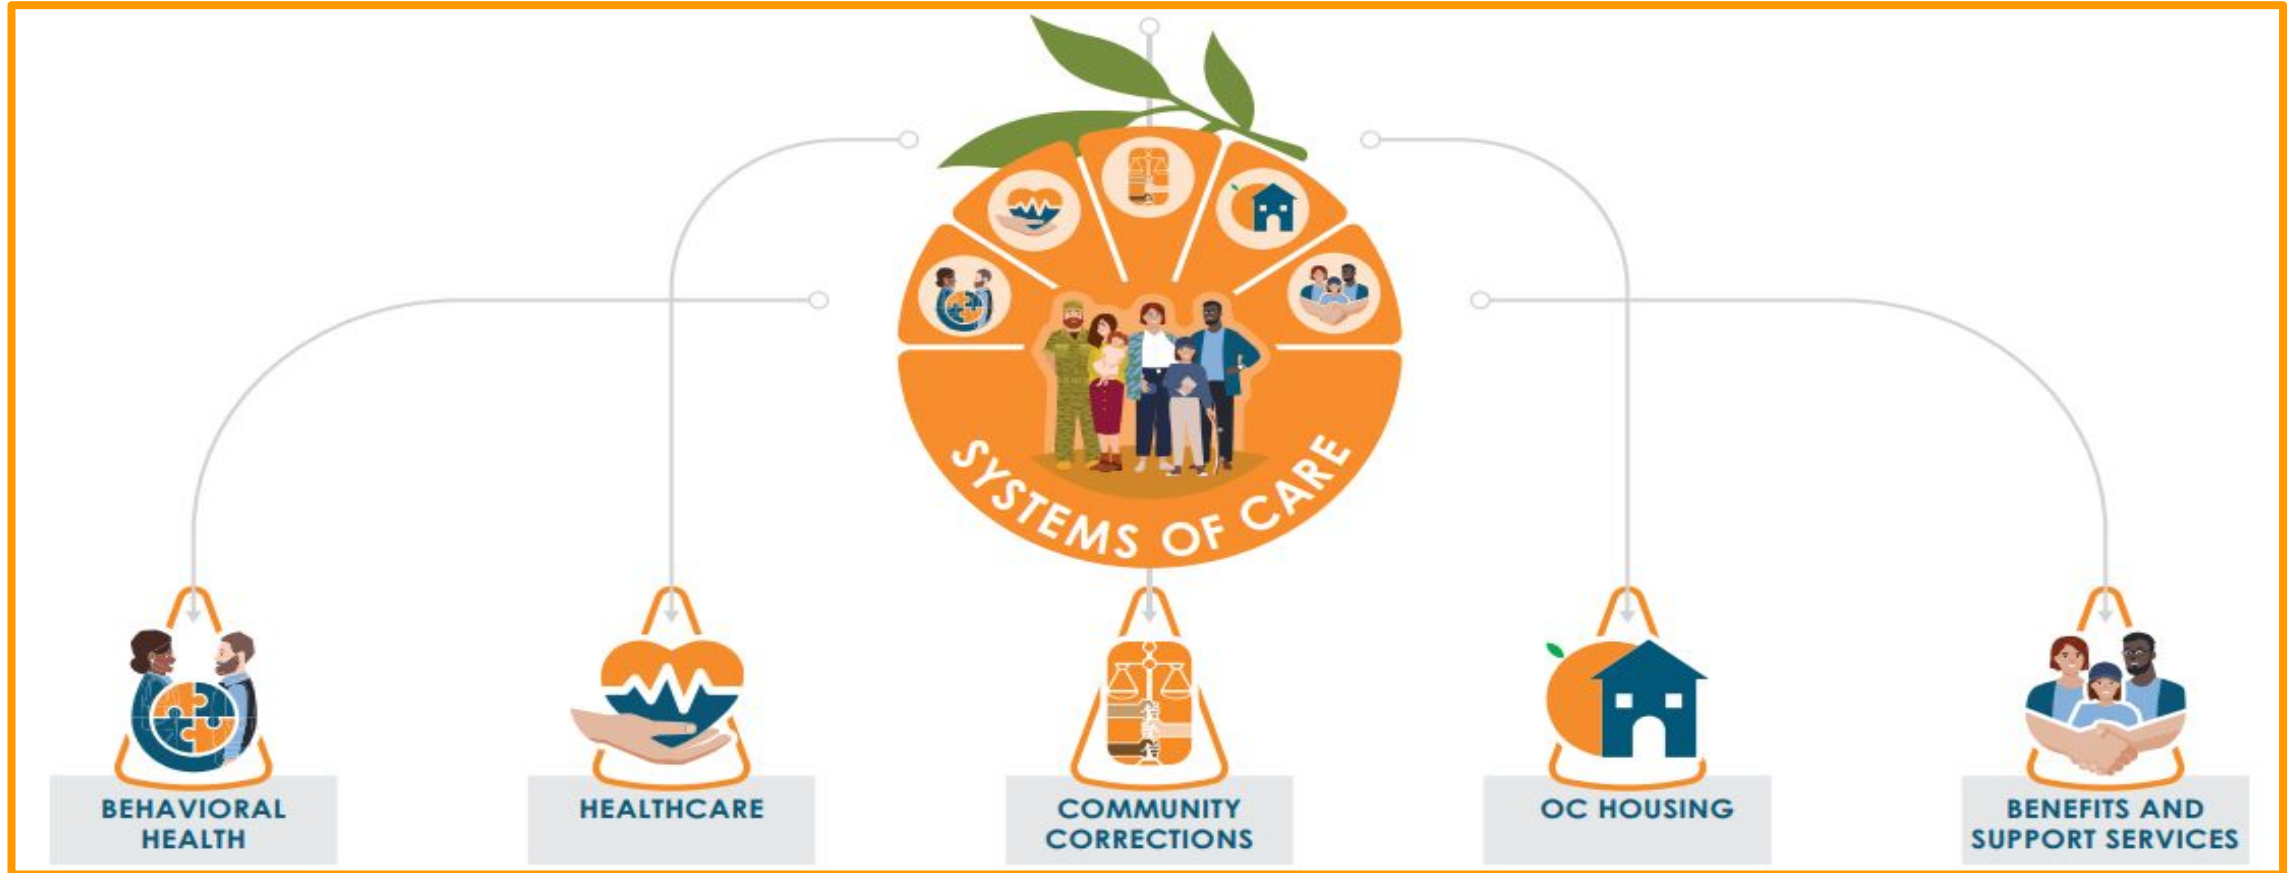 SYSTEMS OF CARE
BEHAVIORAL
HEALTH
HEALTHCARE
COMMUNITY
CORRECTIONS
OC HOUSING
BENEFITS AND
SUPPORT SERVICES